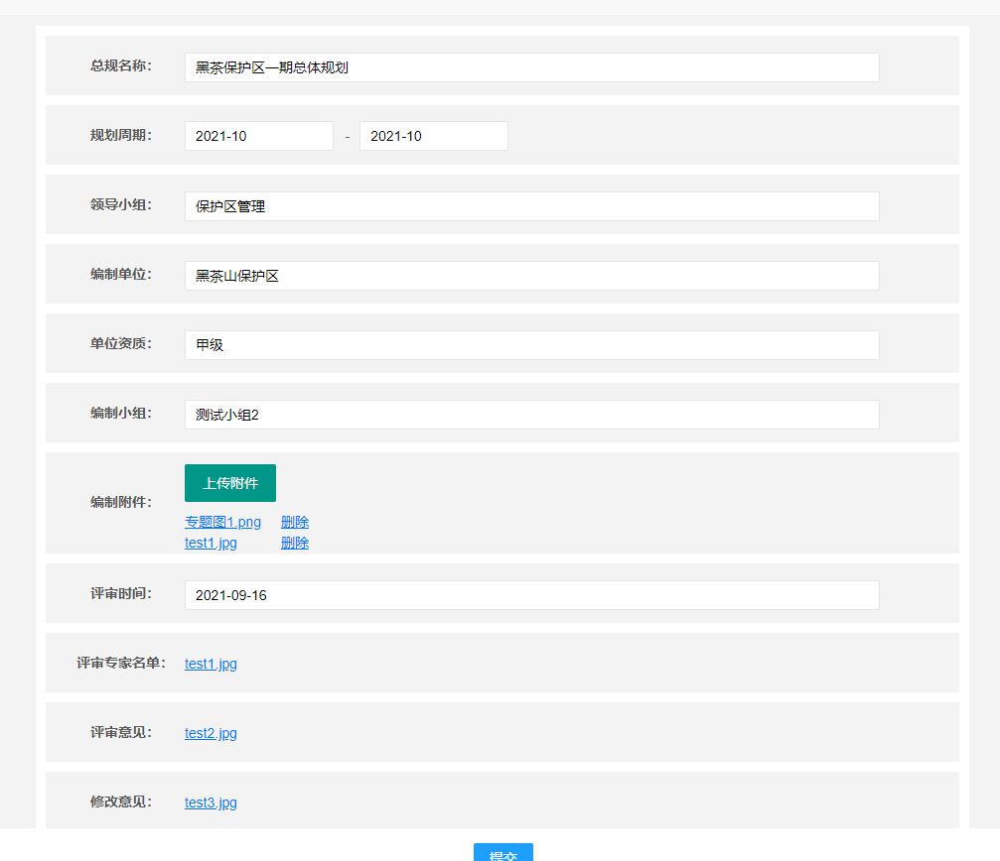 总规名称： 黑茶保护区一期总体规划
规划周期： 2021-10 - 2021-10
领导小组： 保护区管理
编制单位： 黑茶山保护区
单位资质： 甲级
编制小组： 测试小组2
上传附件
编制附件：
专题图1.png 删除
test1.jpg 删除
评审时间： 2021-09-16
评审专家名单： test1.jpg
评审意见： test2.jpg
修改意见： test3.jpg
提交